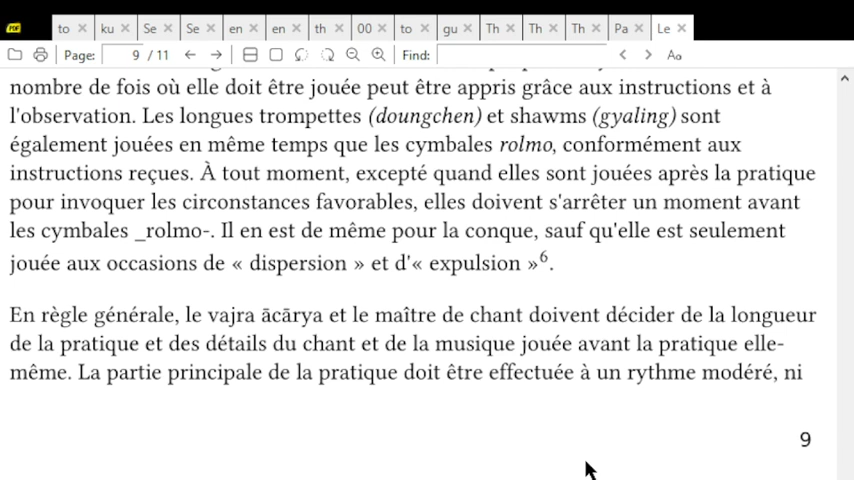 PDF to ku Se Se en en th 00 to gu Th Th Th Pa Le
Page: 9 / 11 Find: Aa
nombre de fois où elle doit être jouée peut être appris grâce aux instructions et à
l'observation. Les longues trompettes (doungchen) et shawms (gyaling) sont
également jouées en même temps que les cymbales rolmo, conformément aux
instructions reçues. À tout moment, excepté quand elles sont jouées après la pratique
pour invoquer les circonstances favorables, elles doivent s'arrêter un moment avant
les cymbales _rolmo-. Il en est de même pour la conque, sauf qu'elle est seulement
jouée aux occasions de « dispersion » et d'« expulsion »6.
En règle générale, le vajra ācārya et le maître de chant doivent décider de la longueur
de la pratique et des détails du chant et de la musique jouée avant la pratique elle-
même. La partie principale de la pratique doit être effectuée à un rythme modéré, ni
9